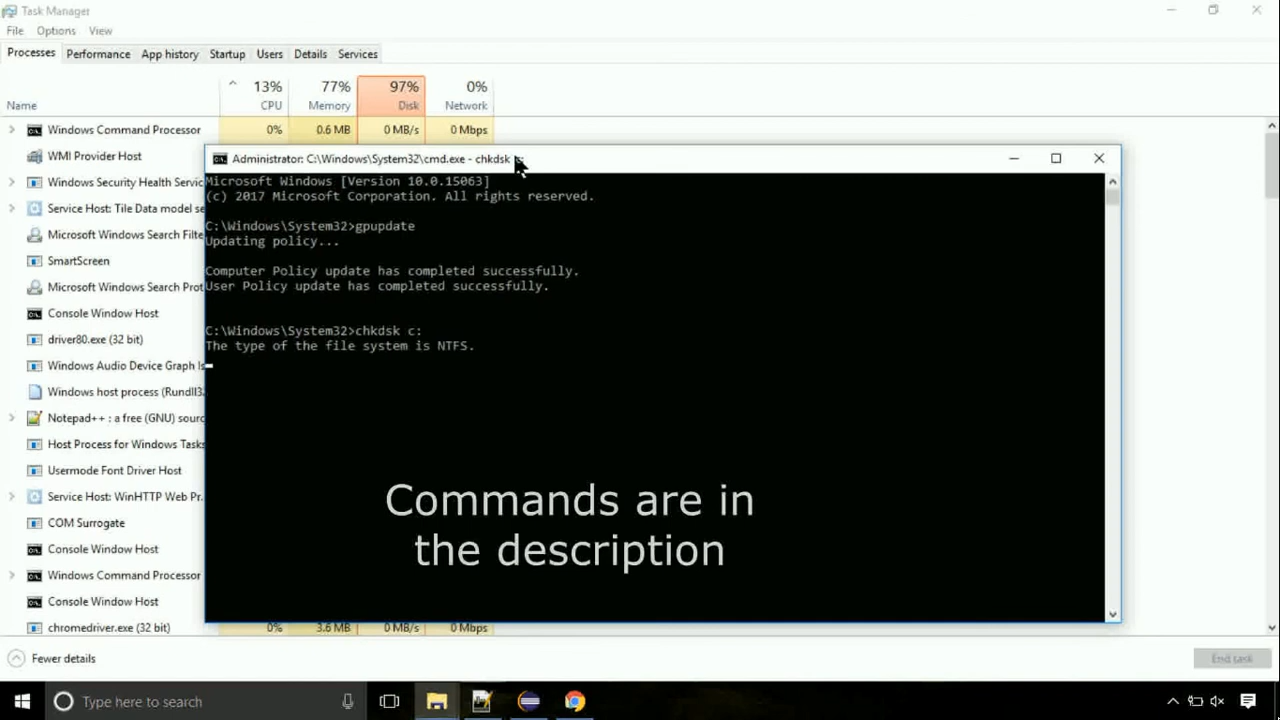 Task Manager
File Options View
Processes Performance App history Startup Users Details Services
13% 77% 97% 0%
Name CPU Memory Disk Network
Windows Command Processor 0% 0.6 MB 0 MB/s 0 Mbps
WMI Provider Host
Windows Security Health Servic
Service Host: Tile Data model se
Microsoft Windows Search Filte
SmartScreen
Microsoft Windows Search Prot
Console Window Host
driver80.exe (32 bit)
Windows Audio Device Graph Is
Windows host process (Rundll3
Notepad++ : a free (GNU) sourc
Host Process for Windows Tasks
Usermode Font Driver Host
Service Host: WinHTTP Web Pr.
COM Surrogate
Console Window Host
Windows Command Processor
Console Window Host
chromedriver.exe (32 bit) 0% 3.6 MB 0 MB/s 0 Mbps
Administrator: C:\Windows\System32\cmd.exe - chkdsk
Microsoft Windows [Version 10.0.15063]
(c) 2017 Microsoft Corporation. All rights reserved.
C:\Windows\System32>gpupdate
Updating policy...
Computer Policy update has completed successfully.
User Policy update has completed successfully.
C:\Windows\System32>chkdsk c:
The type of the file system is NTFS.
Commands are in
the description
Fewer details
End task
Type here to search